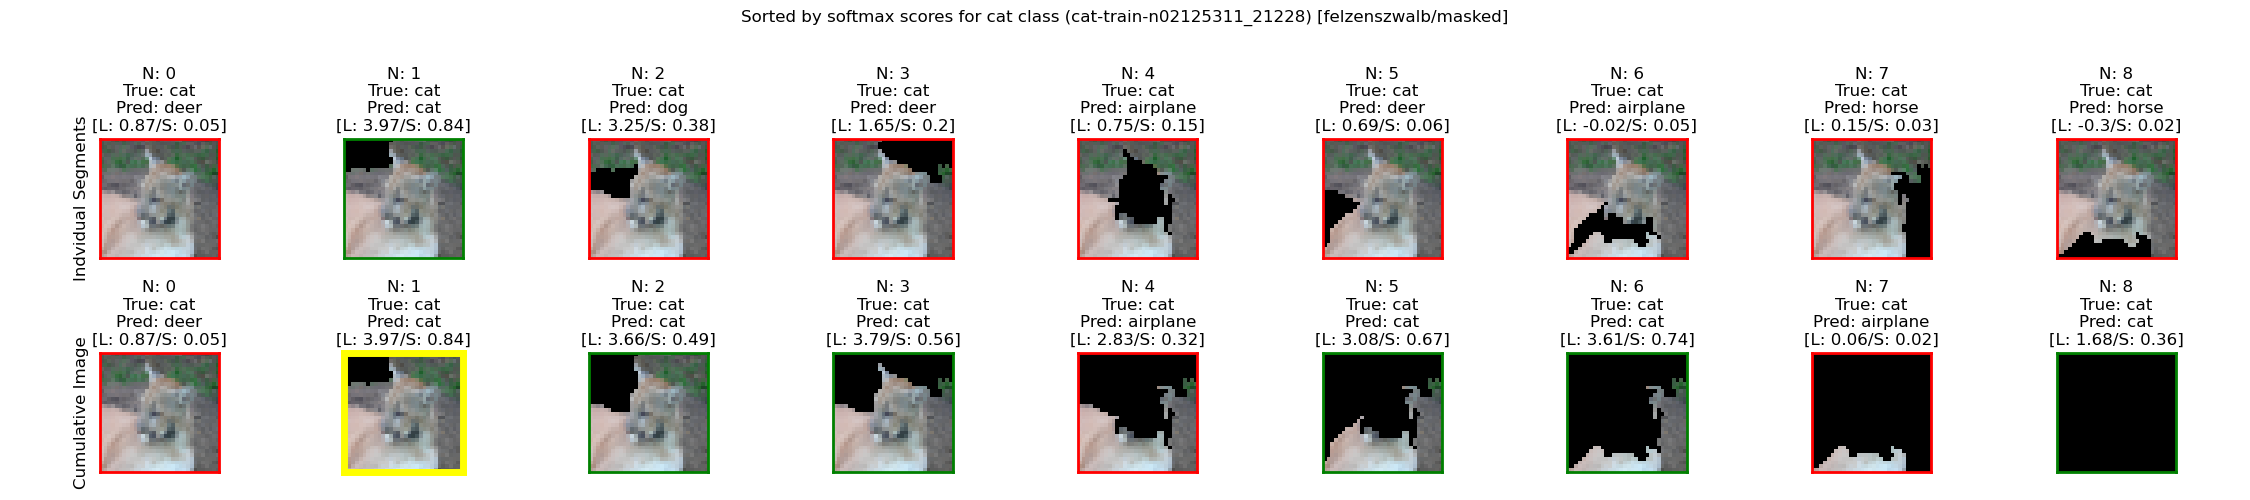 Sorted by softmax scores for cat class (cat-train-n02125311_21228) [felzenszwalb/masked]
Indvidual Segments
N: 0
True: cat
Pred: deer
[L: 0.87/S: 0.05]
N: 1
True: cat
Pred: cat
[L: 3.97/S: 0.84]
N: 2
True: cat
Pred: dog
[L: 3.25/S: 0.38]
N: 3
True: cat
Pred: deer
[L: 1.65/S: 0.2]
N: 4
True: cat
Pred: airplane
[L: 0.75/S: 0.15]
N: 5
True: cat
Pred: deer
[L: 0.69/S: 0.06]
N: 6
True: cat
Pred: airplane
[L: -0.02/S: 0.05]
N: 7
True: cat
Pred: horse
[L: 0.15/S: 0.03]
N: 8
True: cat
Pred: horse
[L: -0.3/S: 0.02]
Cumulative Image
N: 0
True: cat
Pred: deer
[L: 0.87/S: 0.05]
N: 1
True: cat
Pred: cat
[L: 3.97/S: 0.84]
N: 2
True: cat
Pred: cat
[L: 3.66/S: 0.49]
N: 3
True: cat
Pred: cat
[L: 3.79/S: 0.56]
N: 4
True: cat
Pred: airplane
[L: 2.83/S: 0.32]
N: 5
True: cat
Pred: cat
[L: 3.08/S: 0.67]
N: 6
True: cat
Pred: cat
[L: 3.61/S: 0.74]
N: 7
True: cat
Pred: airplane
[L: 0.06/S: 0.02]
N: 8
True: cat
Pred: cat
[L: 1.68/S: 0.36]